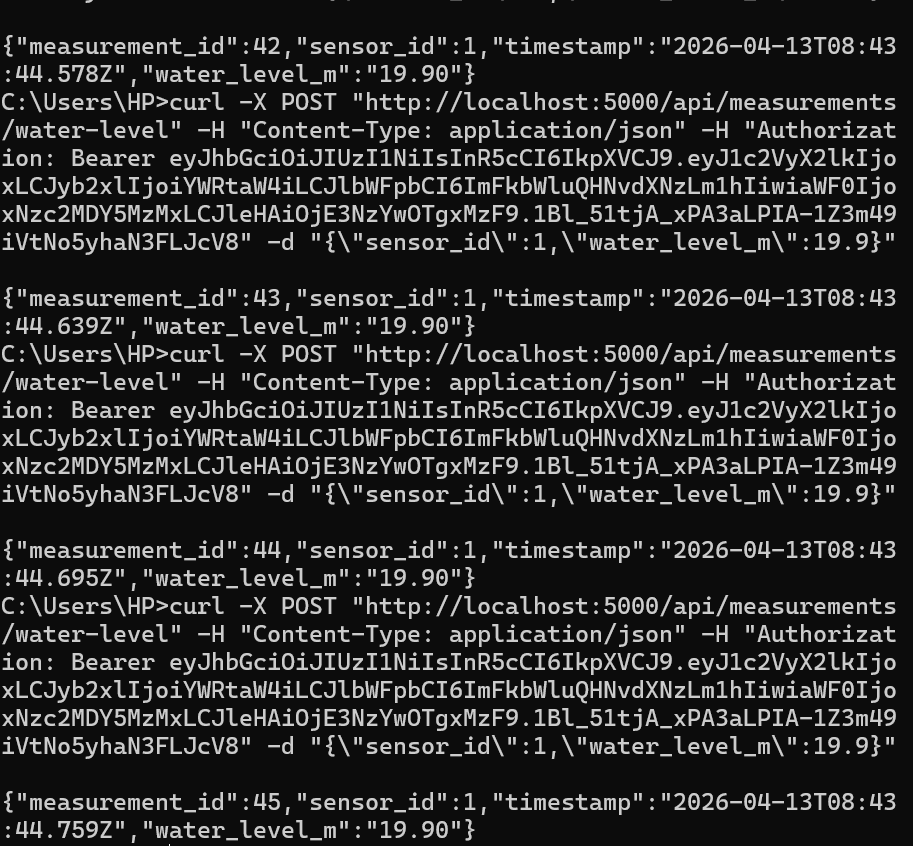 {"measurement_id":42,"sensor_id":1,"timestamp":"2026-04-13T08:43
:44.578Z","water_level_m":"19.90"}
C:\Users\HP>curl -X POST "http://localhost:5000/api/measurements
/water-level" -H "Content-Type: application/json" -H "Authorizat
ion: Bearer eyJhbGciOiJIUzI1NiIsInR5cCI6IkpXVCJ9.eyJ1c2VyX2lkIjo
xLCJyb2xlIjoiYWRtaW4iLCJlbWFpbCI6ImFkbWluQHNvdXNzLm1hIiwiaWF0Ijo
xNzc2MDY5MzMxLCJleHAiOjE3NzYwOTgxMzF9.1Bl_51tjA_xPA3aLPIA-1Z3m49
iVtNo5yhaN3FLJcV8" -d "{\"sensor_id\":1,\"water_level_m\":19.9}"
{"measurement_id":43,"sensor_id":1,"timestamp":"2026-04-13T08:43
:44.639Z","water_level_m":"19.90"}
C:\Users\HP>curl -X POST "http://localhost:5000/api/measurements
/water-level" -H "Content-Type: application/json" -H "Authorizat
ion: Bearer eyJhbGciOiJIUzI1NiIsInR5cCI6IkpXVCJ9.eyJ1c2VyX2lkIjo
xLCJyb2xlIjoiYWRtaW4iLCJlbWFpbCI6ImFkbWluQHNvdXNzLm1hIiwiaWF0Ijo
xNzc2MDY5MzMxLCJleHAiOjE3NzYwOTgxMzF9.1Bl_51tjA_xPA3aLPIA-1Z3m49
iVtNo5yhaN3FLJcV8" -d "{\"sensor_id\":1,\"water_level_m\":19.9}"
{"measurement_id":44,"sensor_id":1,"timestamp":"2026-04-13T08:43
:44.695Z","water_level_m":"19.90"}
C:\Users\HP>curl -X POST "http://localhost:5000/api/measurements
/water-level" -H "Content-Type: application/json" -H "Authorizat
ion: Bearer eyJhbGciOiJIUzI1NiIsInR5cCI6IkpXVCJ9.eyJ1c2VyX2lkIjo
xLCJyb2xlIjoiYWRtaW4iLCJlbWFpbCI6ImFkbWluQHNvdXNzLm1hIiwiaWF0Ijo
xNzc2MDY5MzMxLCJleHAiOjE3NzYwOTgxMzF9.1Bl_51tjA_xPA3aLPIA-1Z3m49
iVtNo5yhaN3FLJcV8" -d "{\"sensor_id\":1,\"water_level_m\":19.9}"
{"measurement_id":45,"sensor_id":1,"timestamp":"2026-04-13T08:43
:44.759Z","water_level_m":"19.90"}